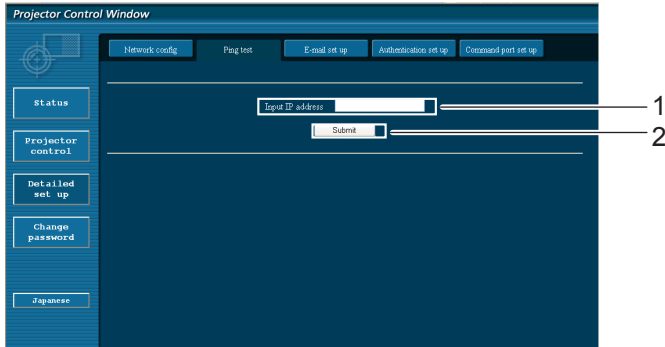 Projector Control Window
Network config
Ping test
E-mail set up
Authentication set up
Command port set up
Status
Projector
control
Detailed
set up
Change
password
Japanese
Input IP address
Submit
1
2